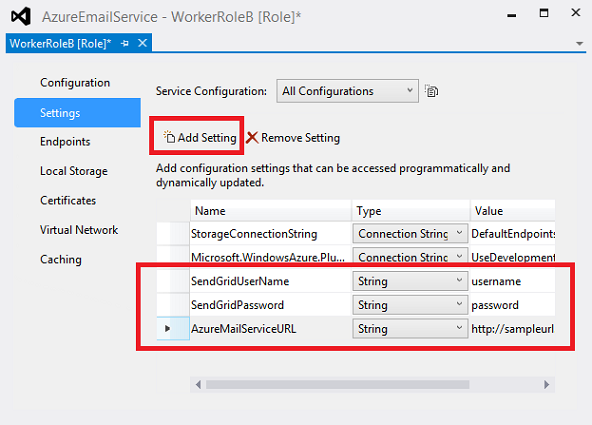 AzureEmailService - WorkerRoleB [Role]*
WorkerRoleB [Role]*
Configuration
Settings
Endpoints
Local Storage
Certificates
Virtual Network
Caching
Service Configuration: All Configurations
Add Setting Remove Setting
Add configuration settings that can be accessed programmatically and
dynamically updated.
Name Type Value
StorageConnectionString Connection String DefaultEndpoints
Microsoft.WindowsAzure.Plu... Connection String UseDevelopment
SendGridUserName String username
SendGridPassword String password
AzureMailServiceURL String http://sampleurl